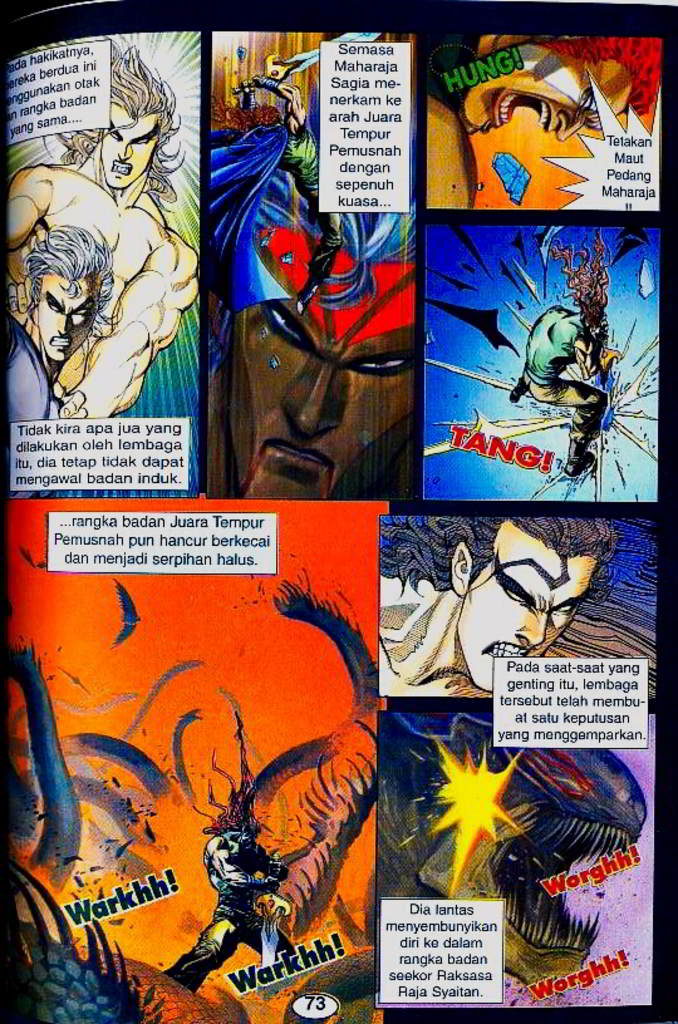 Pada hakikatnya,
mereka berdua ini
menggunakan otak
dan rangka badan
yang sama....
Tidak kira apa jua yang
dilakukan oleh lembaga
itu, dia tetap tidak dapat
mengawal badan induk.
Semasa
Maharaja
Sagia me-
nerkam ke
arah Juara
Tempur
Pemusnah
dengan
sepenuh
kuasa...
HUNG!
Tetakan
Maut
Pedang
Maharaja
!!
TANG!
...rangka badan Juara Tempur
Pemusnah pun hancur berkecai
dan menjadi serpihan halus.
Warkhh!
Warkhh!
Pada saat-saat yang
genting itu, lembaga
tersebut telah membu-
at satu keputusan
yang menggemparkan.
Worghh!
Dia lantas
menyembunyikan
diri ke dalam
rangka badan
seekor Raksasa
Raja Syaitan.
Worghh!
73